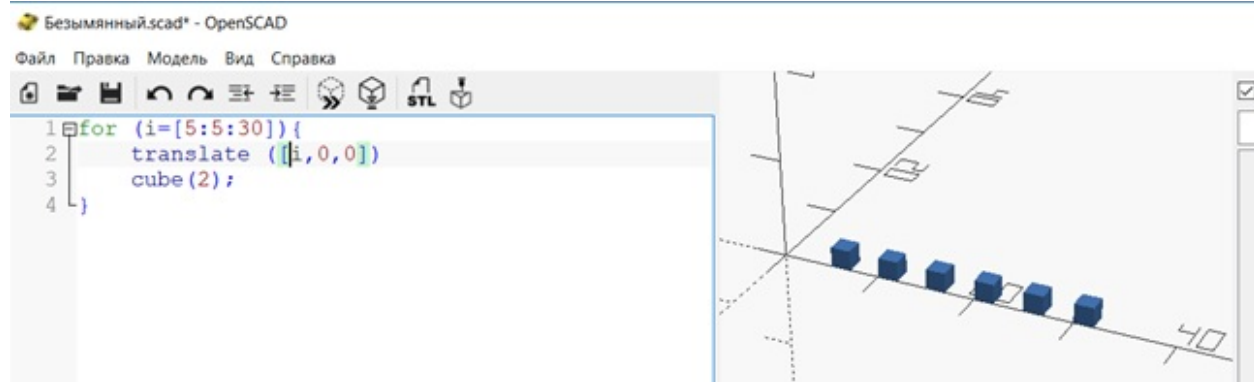 Безымянный.scad* - OpenSCAD
Файл Правка Модель Вид Справка
STL
1 for (i=[5:5:30]){
2 translate ([i,0,0])
3 cube(2);
4 }
40